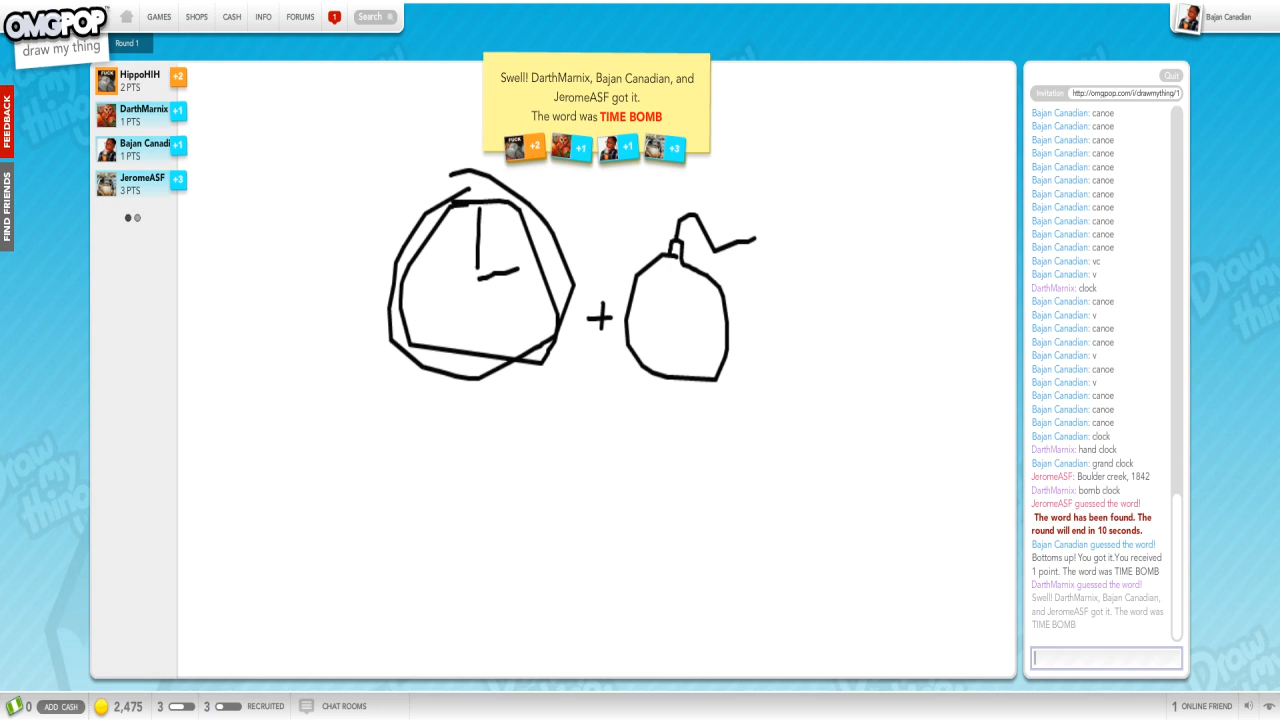 OMGPOP
draw my thing
GAMES
SHOPS
CASH
INFO
FORUMS
1
Search
Bajan Canadian
Round 1
FEEDBACK
FIND FRIENDS
HippoHIH
2 PTS
+2
DarthMarnix
1 PTS
+1
Bajan Canadi
1 PTS
+1
JeromeASF
3 PTS
+3
Swell! DarthMarnix, Bajan Canadian, and
JeromeASF got it.
The word was TIME BOMB
+2
+1
+1
+3
+
Quit
Invitation http://omgpop.com/i/drawmything/1
Bajan Canadian: canoe
Bajan Canadian: canoe
Bajan Canadian: canoe
Bajan Canadian: canoe
Bajan Canadian: canoe
Bajan Canadian: canoe
Bajan Canadian: canoe
Bajan Canadian: canoe
Bajan Canadian: canoe
Bajan Canadian: canoe
Bajan Canadian: canoe
Bajan Canadian: vc
Bajan Canadian: v
DarthMarnix: clock
Bajan Canadian: canoe
Bajan Canadian: v
Bajan Canadian: canoe
Bajan Canadian: canoe
Bajan Canadian: v
Bajan Canadian: canoe
Bajan Canadian: v
Bajan Canadian: canoe
Bajan Canadian: canoe
Bajan Canadian: canoe
Bajan Canadian: clock
DarthMarnix: hand clock
Bajan Canadian: grand clock
JeromeASF: Boulder creek, 1842
DarthMarnix: bomb clock
JeromeASF guessed the word!
The word has been found. The
round will end in 10 seconds.
Bajan Canadian guessed the word!
Bottoms up! You got it.You received
1 point. The word was TIME BOMB
DarthMarnix guessed the word!
Swell! DarthMarnix, Bajan Canadian,
and JeromeASF got it. The word was
TIME BOMB
0
ADD CASH
2,475
3
3
RECRUITED
CHAT ROOMS
1 ONLINE FRIEND